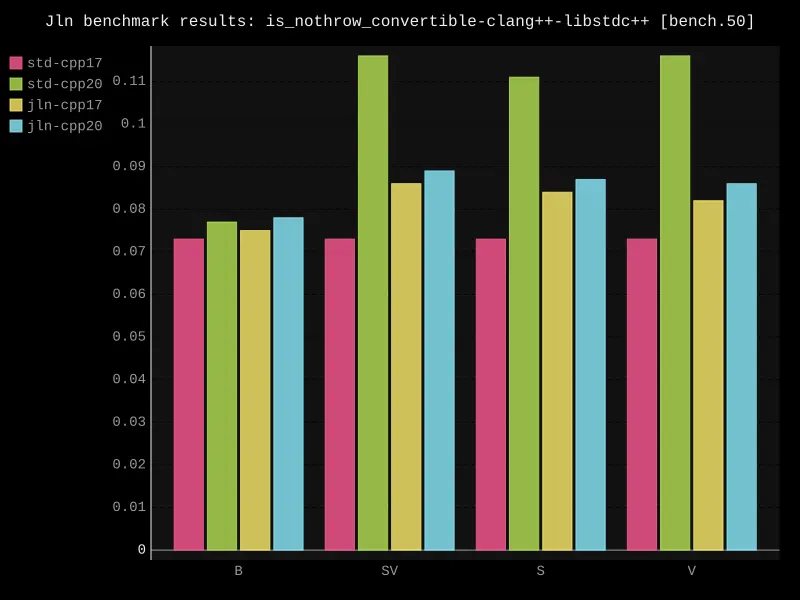 Jln benchmark results: is_nothrow_convertible-clang++-libstdc++ [bench.50]
std-cpp17
std-cpp20
jln-cpp17
jln-cpp20
0.11
0.1
0.09
0.08
0.07
0.06
0.05
0.04
0.03
0.02
0.01
0
B SV S V